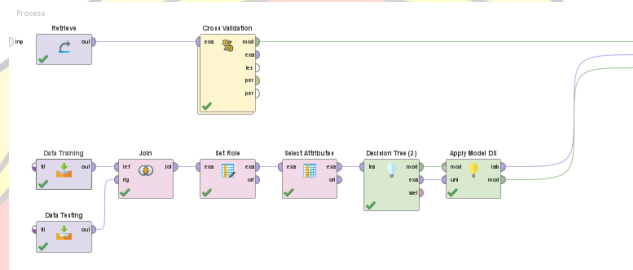 Process
Retrieve
Cross Validation
inp
out
exa
mod
exa
tes
per
per
Data Training
Join
Set Role
Select Attributes
Decision Tree (2)
Apply Model DS
fil
out
lef
joi
rig
exa
exa
ori
exa
exa
ori
tra
mod
exa
wei
mod
lab
unl
mod
Data Testing
fil
out